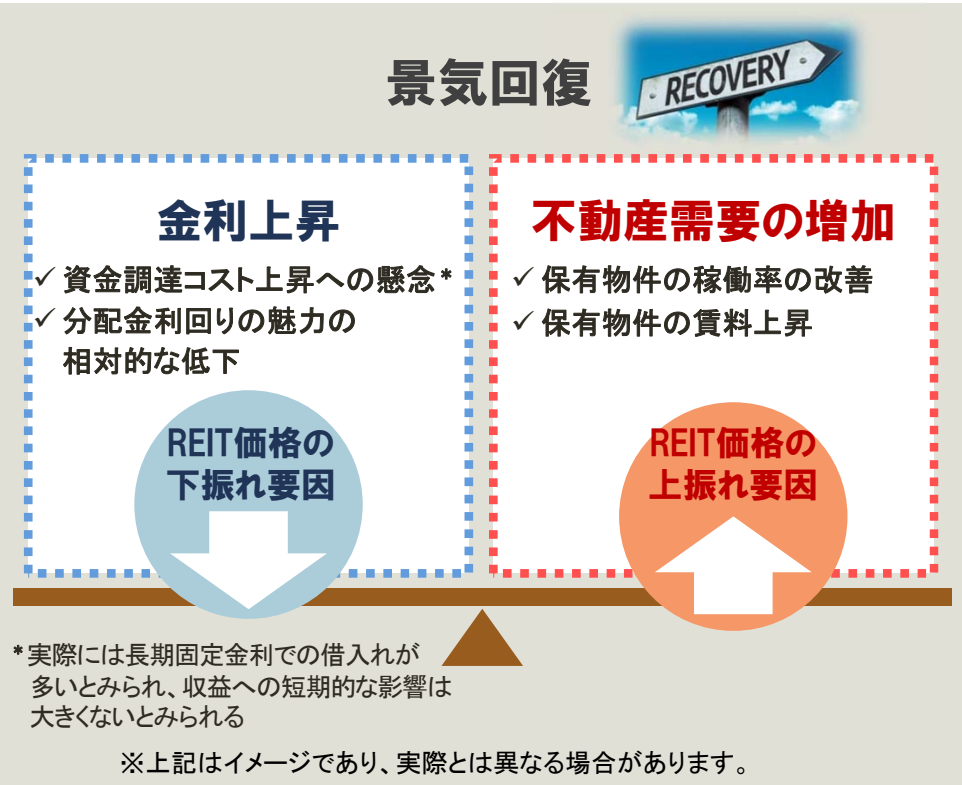 景気回復
RECOVERY
金利上昇
✓ 資金調達コスト上昇への懸念*
✓ 分配金利回りの魅力の
相対的な低下
REIT価格の
下振れ要因
不動産需要の増加
✓ 保有物件の稼働率の改善
✓ 保有物件の賃料上昇
REIT価格の
上振れ要因
*実際には長期固定金利での借入れが
多いとみられ、収益への短期的な影響は
大きくないとみられる
※上記はイメージであり、実際とは異なる場合があります。